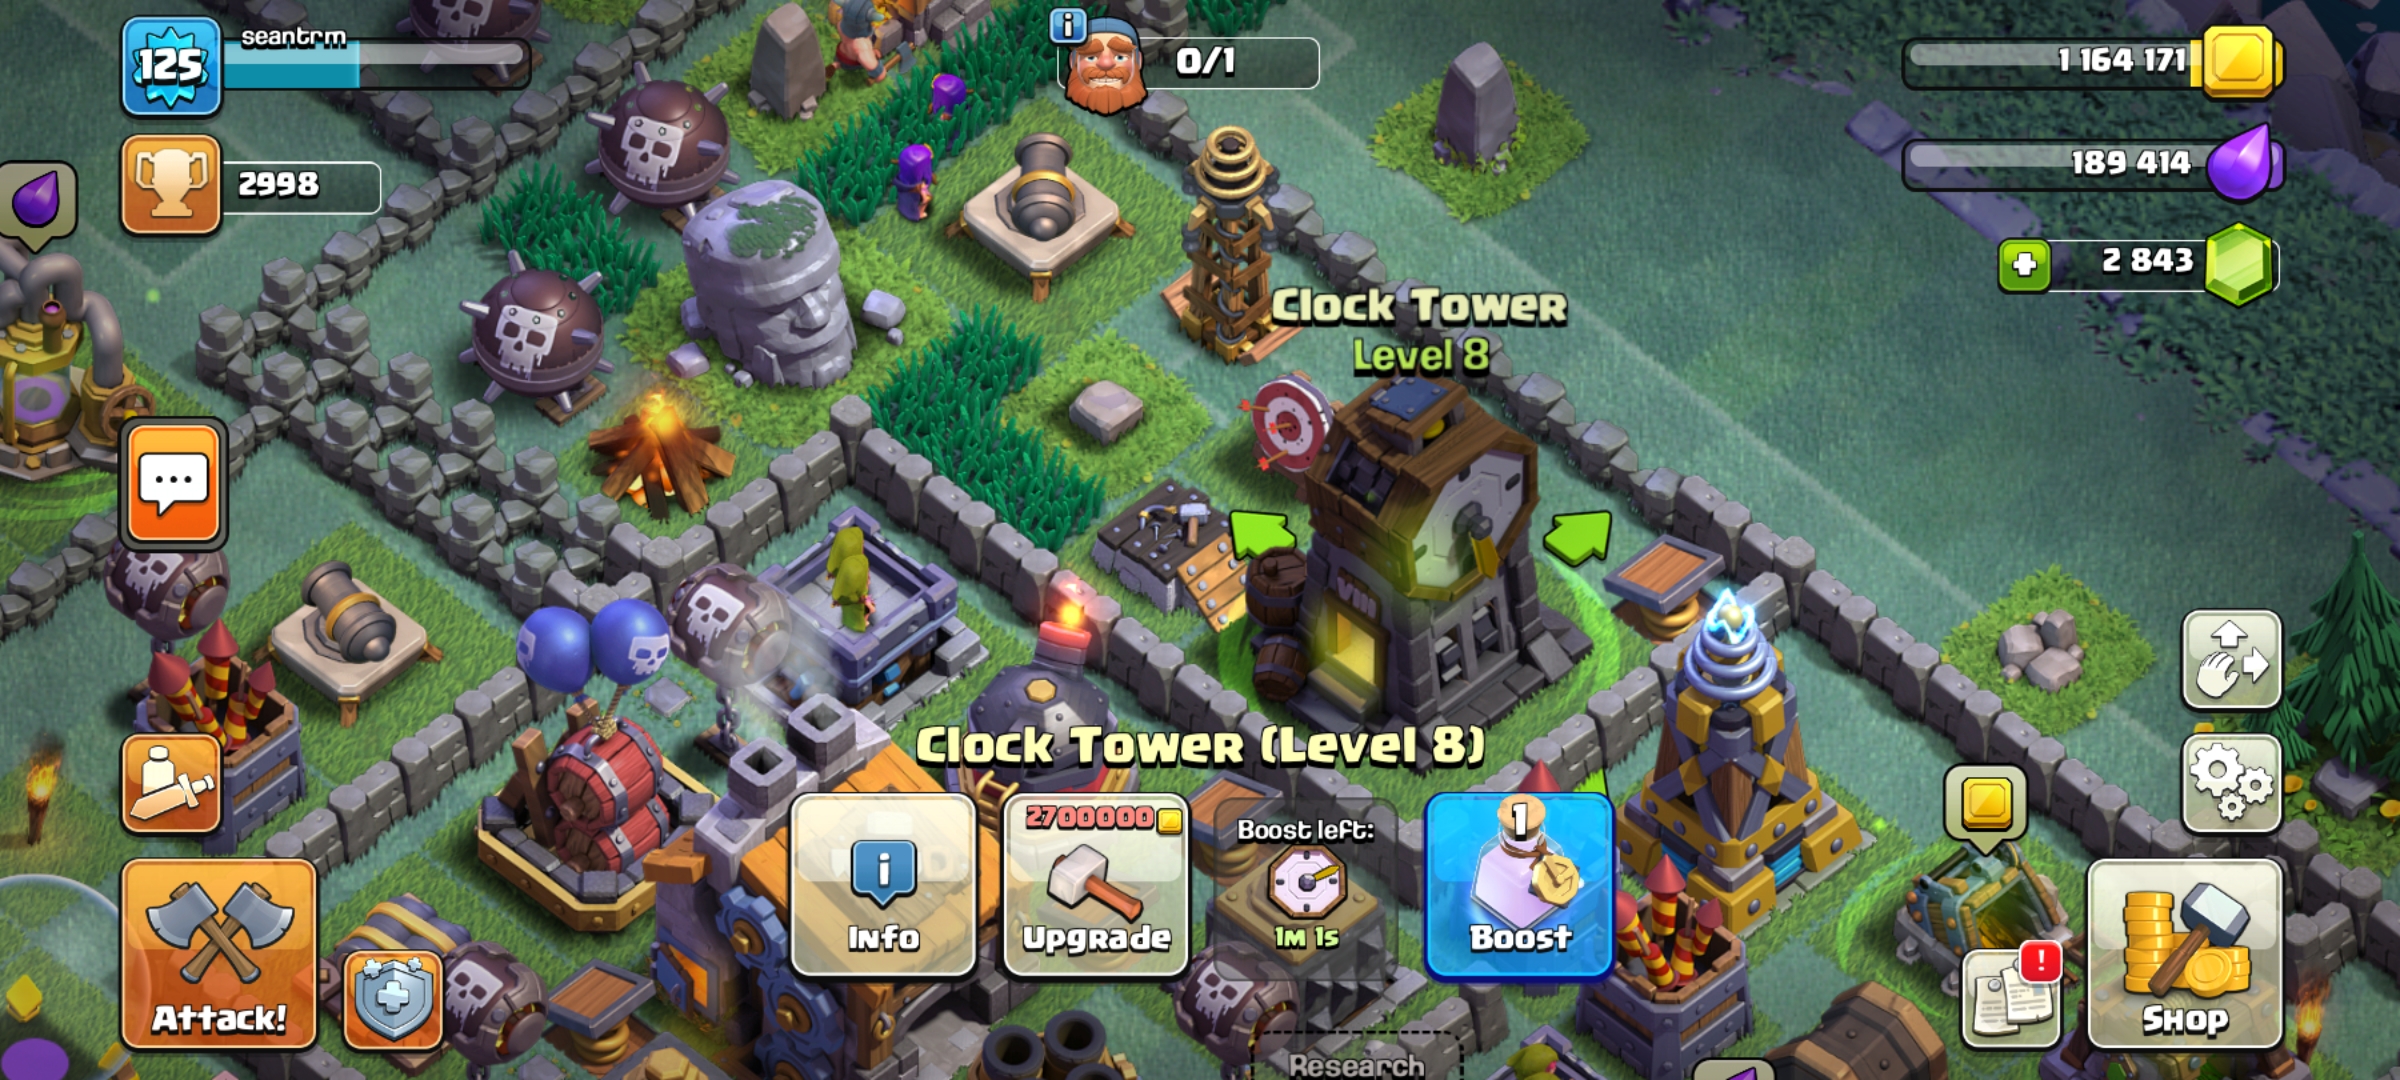 125
seantrm
2998
0/1
1 164 171
189 414
2 843
Clock Tower
Level 8
VIII
Clock Tower (Level 8)
Info
2700000
Upgrade
Boost left:
1M 1s
1
Boost
Attack!
!
Shop
Research